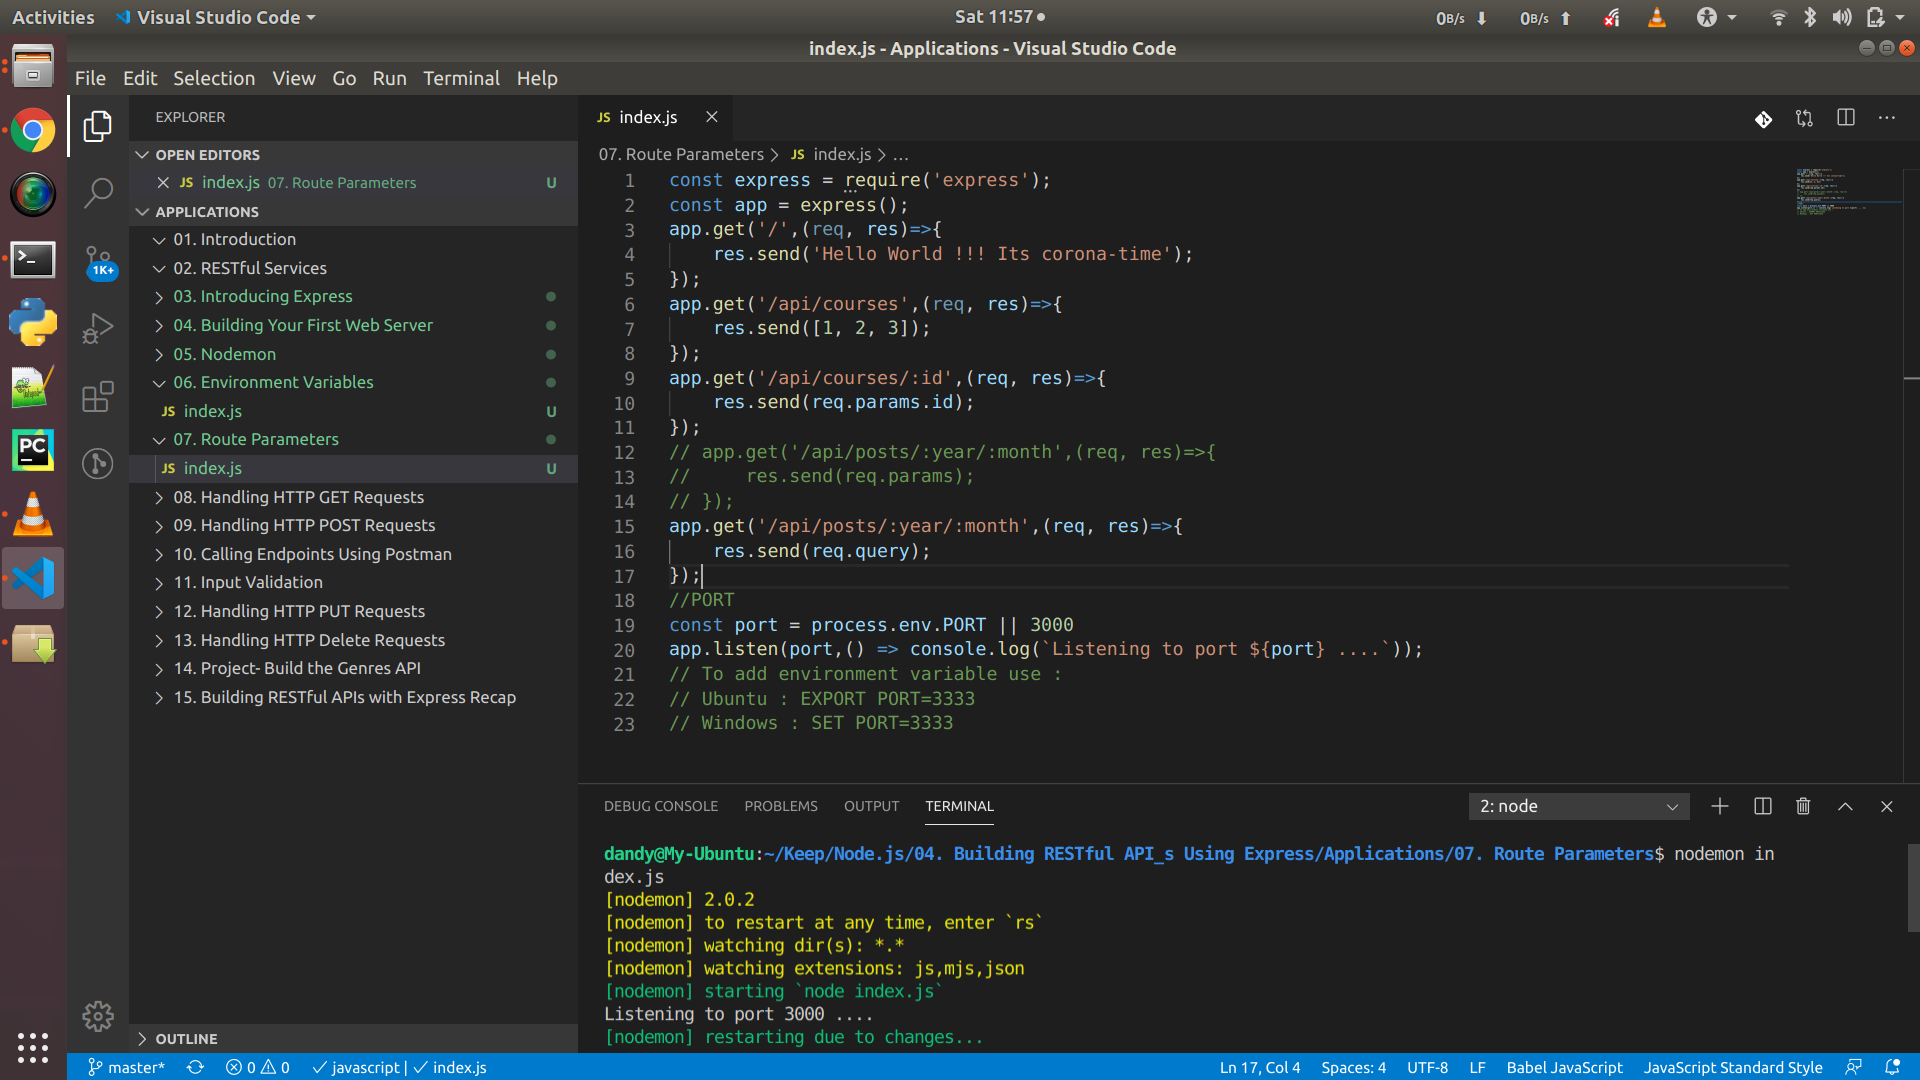 Activities
Visual Studio Code
Sat 11:57
0B/s
0B/s
index.js - Applications - Visual Studio Code
File Edit Selection View Go Run Terminal Help
EXPLORER
OPEN EDITORS
JS index.js 07. Route Parameters U
APPLICATIONS
01. Introduction
02. RESTful Services
03. Introducing Express
04. Building Your First Web Server
05. Nodemon
06. Environment Variables
JS index.js U
07. Route Parameters
JS index.js U
08. Handling HTTP GET Requests
09. Handling HTTP POST Requests
10. Calling Endpoints Using Postman
11. Input Validation
12. Handling HTTP PUT Requests
13. Handling HTTP Delete Requests
14. Project- Build the Genres API
15. Building RESTful APIs with Express Recap
OUTLINE
1K+
PC
JS index.js
07. Route Parameters > JS index.js > ...
1 const express = require('express');
2 const app = express();
3 app.get('/',(req, res)=>{
4     res.send('Hello World !!! Its corona-time');
5 });
6 app.get('/api/courses',(req, res)=>{
7     res.send([1, 2, 3]);
8 });
9 app.get('/api/courses/:id',(req, res)=>{
10     res.send(req.params.id);
11 });
12 // app.get('/api/posts/:year/:month',(req, res)=>{
13 //     res.send(req.params);
14 // });
15 app.get('/api/posts/:year/:month',(req, res)=>{
16     res.send(req.query);
17 });
18 //PORT
19 const port = process.env.PORT || 3000
20 app.listen(port,() => console.log(`Listening to port ${port} ....`));
21 // To add environment variable use :
22 // Ubuntu : EXPORT PORT=3333
23 // Windows : SET PORT=3333
DEBUG CONSOLE PROBLEMS OUTPUT TERMINAL
2: node
dandy@My-Ubuntu:~/Keep/Node.js/04. Building RESTful API_s Using Express/Applications/07. Route Parameters$ nodemon in
dex.js
[nodemon] 2.0.2
[nodemon] to restart at any time, enter `rs`
[nodemon] watching dir(s): *.*
[nodemon] watching extensions: js,mjs,json
[nodemon] starting `node index.js`
Listening to port 3000 ....
[nodemon] restarting due to changes...
master* 0 0 javascript | index.js Ln 17, Col 4 Spaces: 4 UTF-8 LF Babel JavaScript JavaScript Standard Style